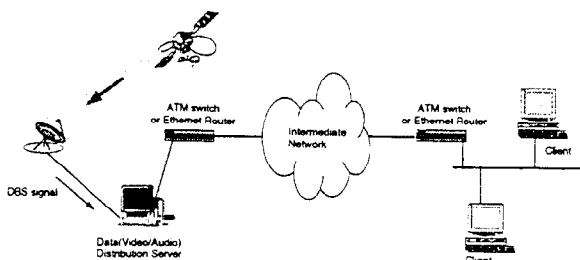 ATM switch
or Ethernet Router
Intermediate
Network
ATM switch
or Ethernet Router
Client
DBS signal
Data(Video/Audio)
Distribution Server
Client